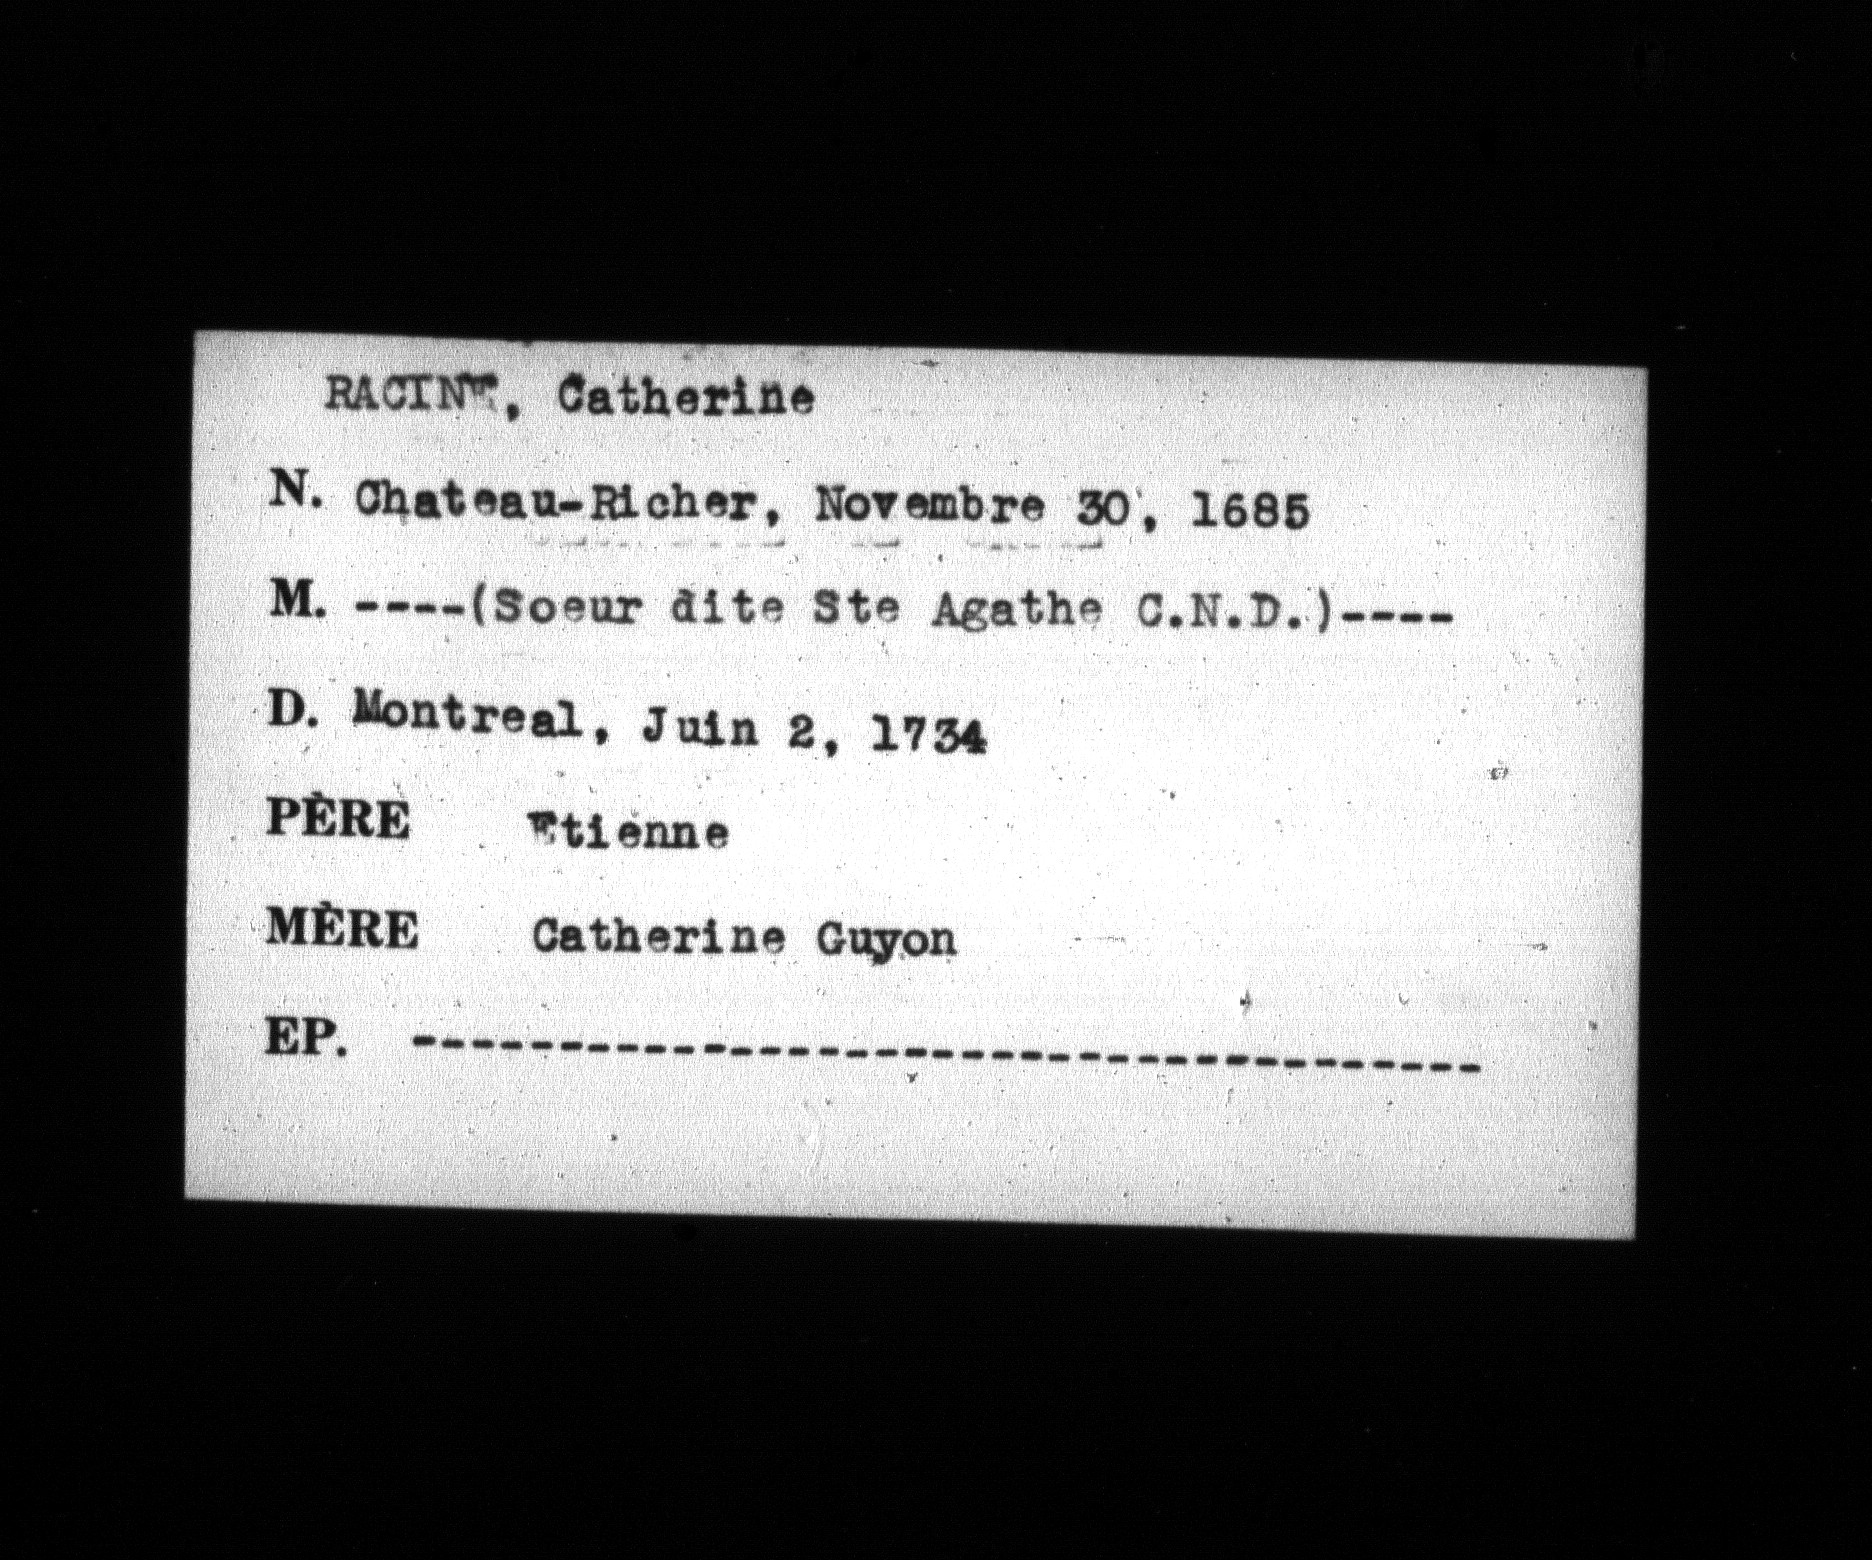 RACINE, Catherine
N. Chateau-Richer, Novembre 30, 1685
M. ----(Soeur dite Ste Agathe C.N.D.)----
D. Montreal, Juin 2, 1734
PÈRE Etienne
MÈRE Catherine Guyon
EP. -------------------------------------